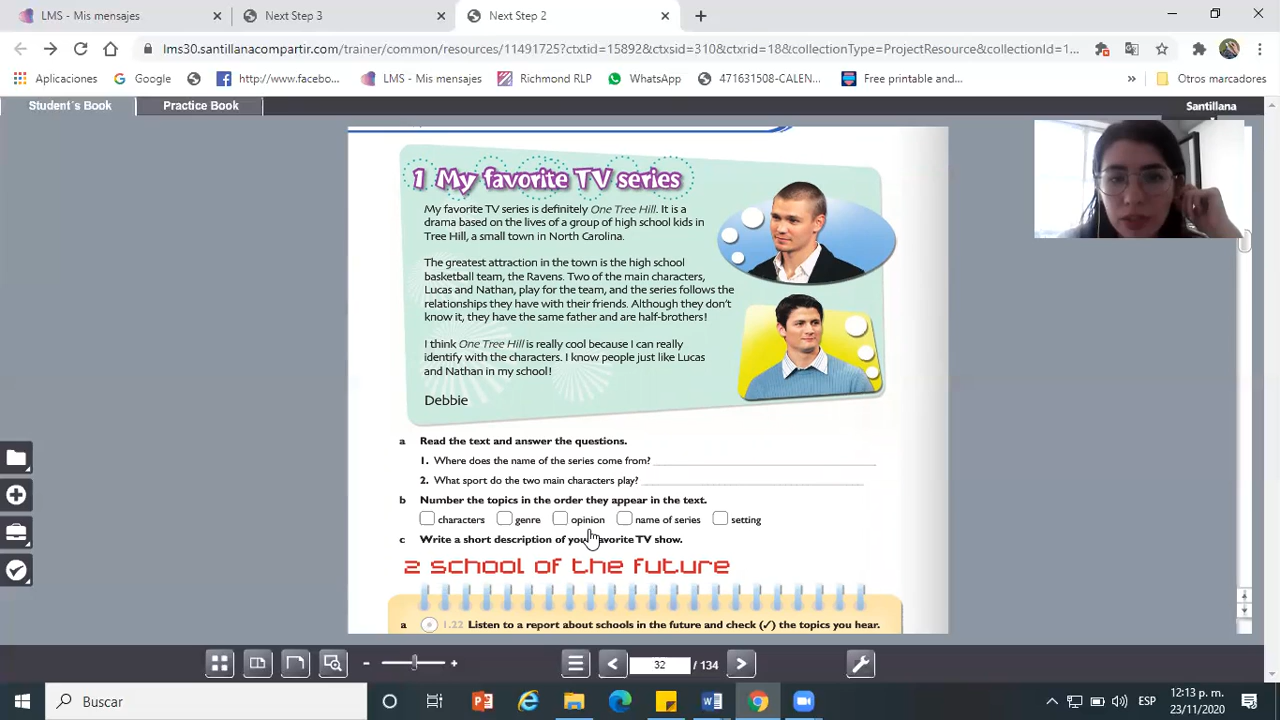 LMS - Mis mensajes
Next Step 3
Next Step 2
lms30.santillanacompartir.com/trainer/common/resources/11491725?ctxtid=15892&ctxsid=310&ctxrid=18&collectionType=ProjectResource&collectionId=1...
Aplicaciones
Google
http://www.facebo...
LMS - Mis mensajes
Richmond RLP
WhatsApp
871631508-CALEN...
Free printable and...
»
Otros marcadores
Student´s Book
Practice Book
Santillana
1 My favorite TV series
My favorite TV series is definitely One Tree Hill. It is a
drama based on the lives of a group of high school kids in
Tree Hill, a small town in North Carolina.
The greatest attraction in the town is the high school
basketball team, the Ravens. Two of the main characters,
Lucas and Nathan, play for the team, and the series follows the
relationships they have with their friends. Although they don't
know it, they have the same father and are half-brothers!
I think One Tree Hill is really cool because I can really
identify with the characters. I know people just like Lucas
and Nathan in my school!
Debbie
a Read the text and answer the questions.
1. Where does the name of the series come from?
2. What sport do the two main characters play?
b Number the topics in the order they appear in the text.
characters genre opinion name of series setting
c Write a short description of your favorite TV show.
2 school of the future
a 1.22 Listen to a report about schools in the future and check (✓) the topics you hear.
32 / 134
Buscar
ESP
12:13 p. m.
23/11/2020